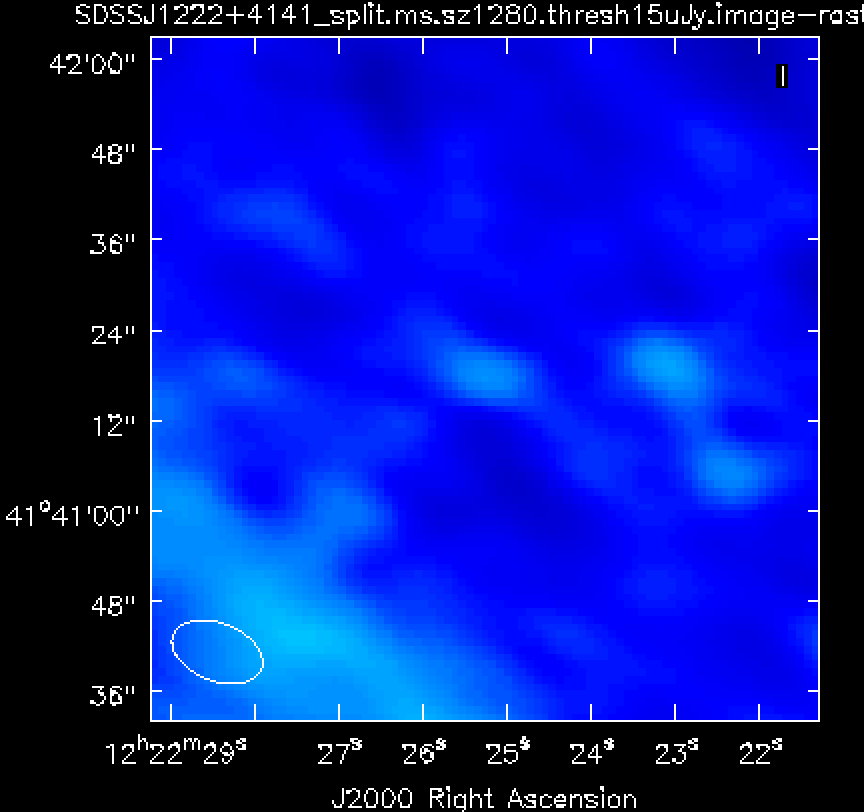 SDSSJ1222+4141_split.ms.sz1280.thresh15uJy.image-rast
I
42'00"
48"
36"
24"
12"
41°41'00"
48"
36"
12ʰ22ᵐ29ˢ 27ˢ 26ˢ 25ˢ 24ˢ 23ˢ 22ˢ
J2000 Right Ascension